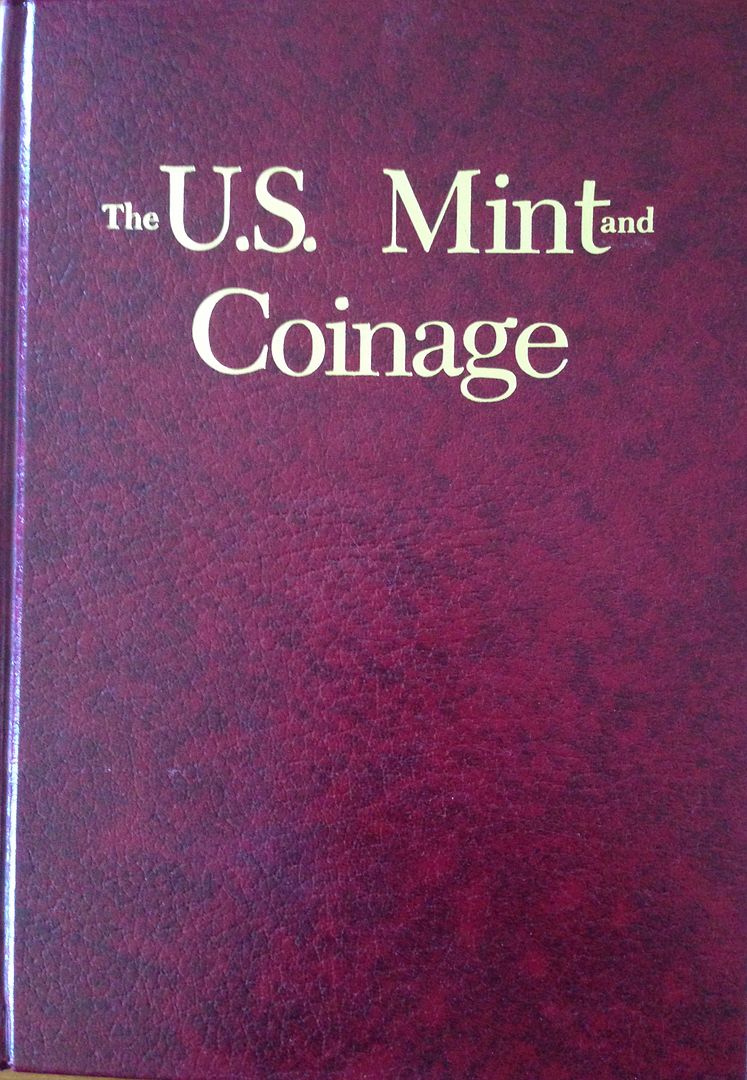 The U.S. Mint and
Coinage